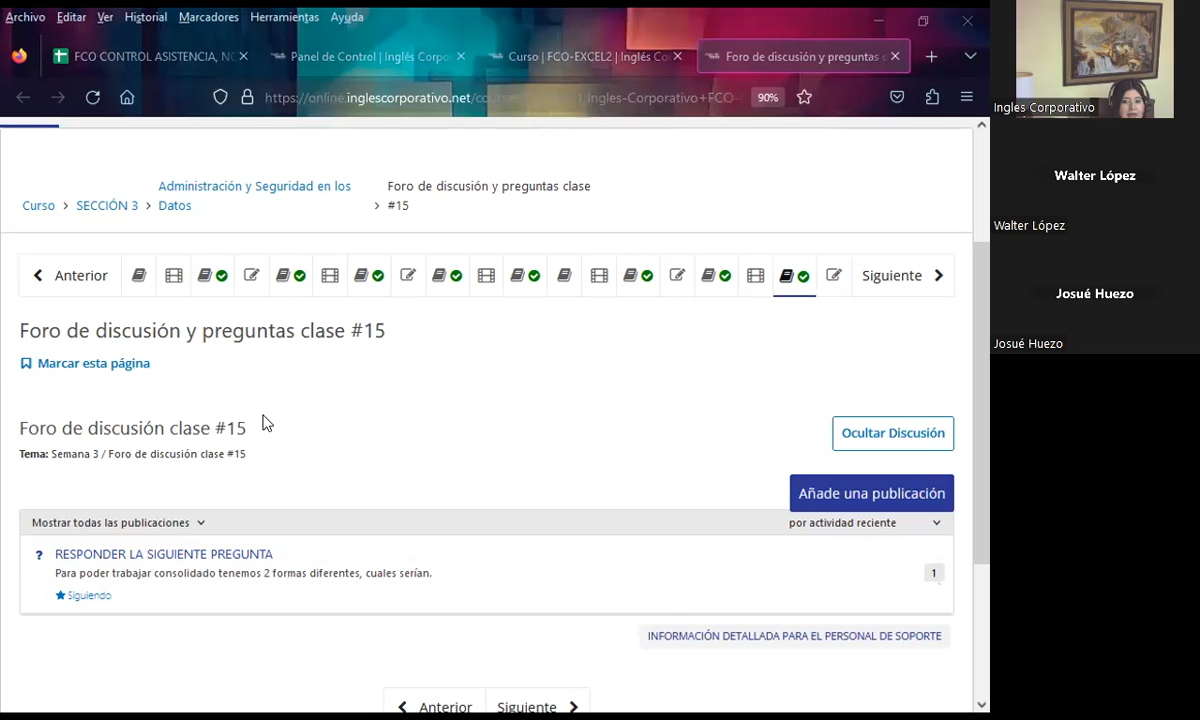 Archivo Editar Ver Historial Marcadores Herramientas Ayuda
FCO CONTROL ASISTENCIA, NO
Panel de Control | Inglés Corpo
Curso | FCO-EXCEL2 | Inglés Co
Foro de discusión y preguntas c
https://online.inglescorporativo.net/cours
Ingles-Corporativo+FCO-
90%
Curso > SECCIÓN 3 > Administración y Seguridad en los Datos > Foro de discusión y preguntas clase #15
Anterior
Siguiente
Foro de discusión y preguntas clase #15
Marcar esta página
Foro de discusión clase #15
Ocultar Discusión
Tema: Semana 3 / Foro de discusión clase #15
Añade una publicación
Mostrar todas las publicaciones
por actividad reciente
? RESPONDER LA SIGUIENTE PREGUNTA
Para poder trabajar consolidado tenemos 2 formas diferentes, cuales serían.
1
Siguiendo
INFORMACIÓN DETALLADA PARA EL PERSONAL DE SOPORTE
Anterior Siguiente
Ingles Corporativo
Walter López
Walter López
Josué Huezo
Josué Huezo